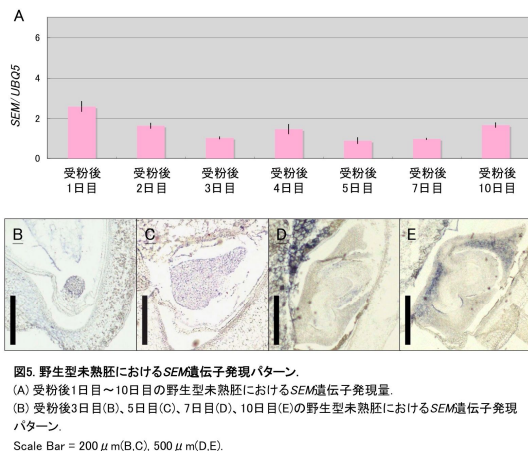 A
6
4
2
0
SEM/UBQ5
受粉後 受粉後 受粉後 受粉後 受粉後 受粉後 受粉後
1日目 2日目 3日目 4日目 5日目 7日目 10日目
B C D E
図5. 野生型未熟胚におけるSEM遺伝子発現パターン.
(A) 受粉後1日目～10日目の野生型未熟胚におけるSEM遺伝子発現量.
(B) 受粉後3日目(B)、5日目(C)、7日目(D)、10日目(E)の野生型未熟胚におけるSEM遺伝子発現
パターン.
Scale Bar = 200μm(B,C), 500μm(D,E).